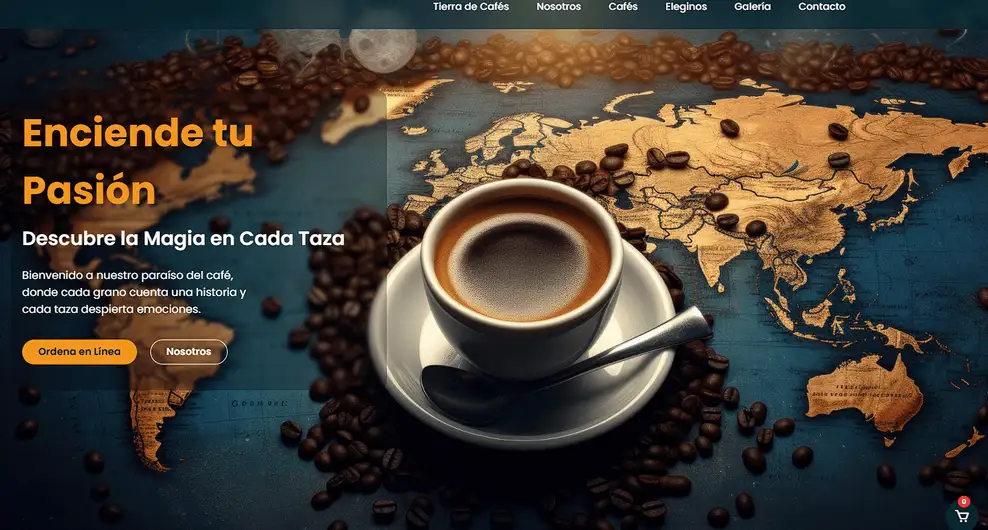 Tierra de Cafés Nosotros Cafés Eleginos Galería Contacto
Enciende tu
Pasión
Descubre la Magia en Cada Taza
Bienvenido a nuestro paraíso del café,
donde cada grano cuenta una historia y
cada taza despierta emociones.
Ordena en Línea Nosotros
0